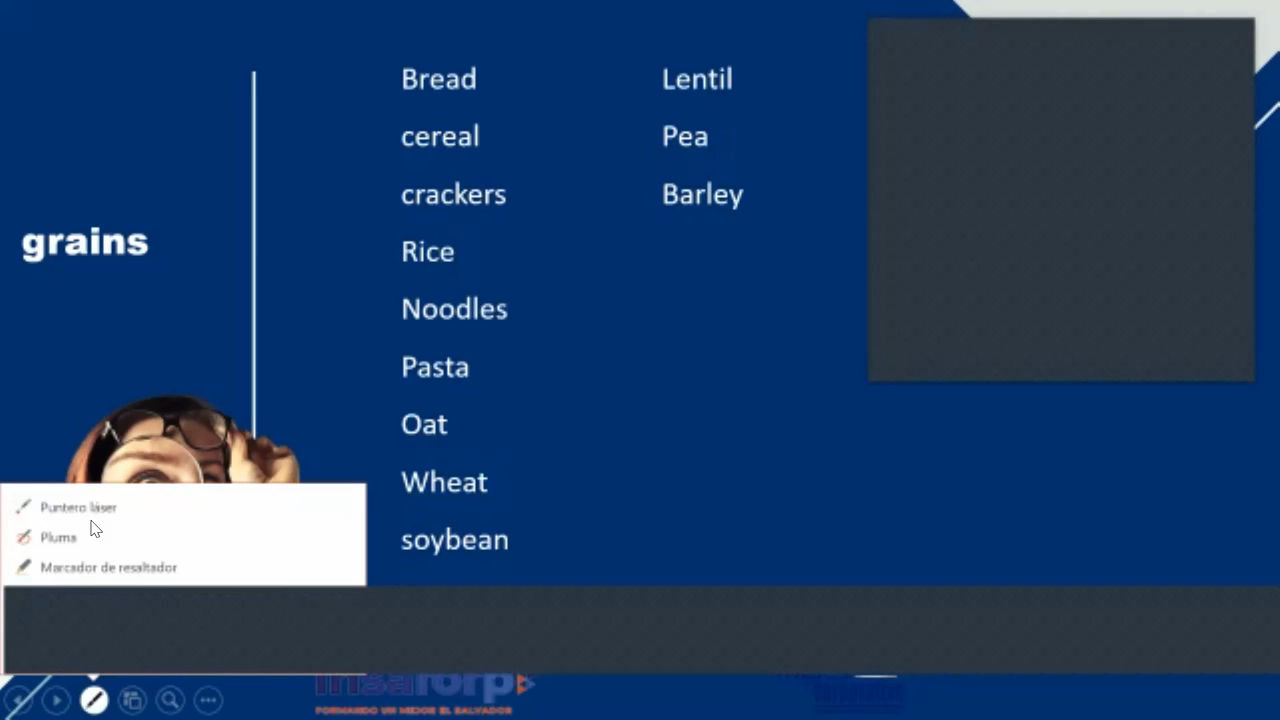 grains
Bread
cereal
crackers
Rice
Noodles
Pasta
Oat
Wheat
soybean
Lentil
Pea
Barley
Puntero láser
Pluma
Marcador de resaltador
insaforp
FORMANDO UN MEJOR EL SALVADOR